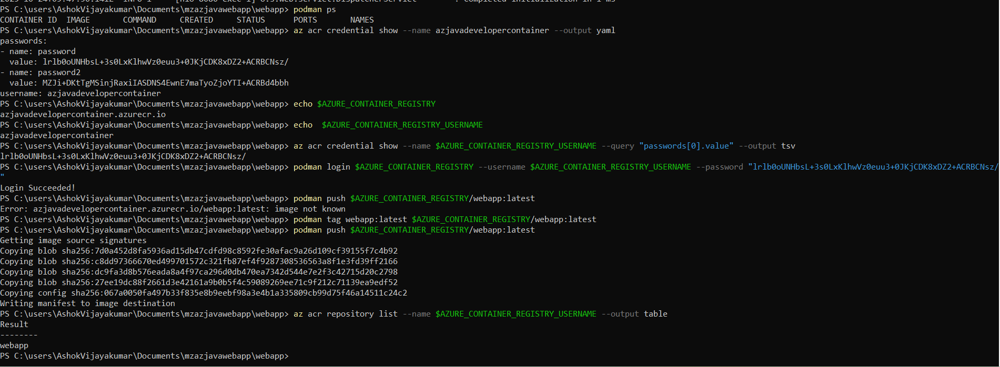 PS C:\users\AshokVijayakumar\Documents\mzazjavawebapp\webapp> podman ps
CONTAINER ID  IMAGE       COMMAND     CREATED     STATUS      PORTS       NAMES
PS C:\users\AshokVijayakumar\Documents\mzazjavawebapp\webapp> az acr credential show --name azjavadevelopercontainer --output yaml
passwords:
- name: password
  value: lrlb0oUNHbsL+3s0LxKlhwVz0euu3+0JKjCDK8xDZ2+ACRBCNsz/
- name: password2
  value: MZJi+DKtTgMSinjRaxiIASDNS4EwnE7maTyoZjoYTI+ACRBd4bbh
username: azjavadevelopercontainer
PS C:\users\AshokVijayakumar\Documents\mzazjavawebapp\webapp> echo $AZURE_CONTAINER_REGISTRY
azjavadevelopercontainer.azurecr.io
PS C:\users\AshokVijayakumar\Documents\mzazjavawebapp\webapp> echo  $AZURE_CONTAINER_REGISTRY_USERNAME
azjavadevelopercontainer
PS C:\users\AshokVijayakumar\Documents\mzazjavawebapp\webapp> az acr credential show --name $AZURE_CONTAINER_REGISTRY_USERNAME --query "passwords[0].value" --output tsv
lrlb0oUNHbsL+3s0LxKlhwVz0euu3+0JKjCDK8xDZ2+ACRBCNsz/
PS C:\users\AshokVijayakumar\Documents\mzazjavawebapp\webapp> podman login $AZURE_CONTAINER_REGISTRY --username $AZURE_CONTAINER_REGISTRY_USERNAME --password "lrlb0oUNHbsL+3s0LxKlhwVz0euu3+0JKjCDK8xDZ2+ACRBCNsz/
"
Login Succeeded!
PS C:\users\AshokVijayakumar\Documents\mzazjavawebapp\webapp> podman push $AZURE_CONTAINER_REGISTRY/webapp:latest
Error: azjavadevelopercontainer.azurecr.io/webapp:latest: image not known
PS C:\users\AshokVijayakumar\Documents\mzazjavawebapp\webapp> podman tag webapp:latest $AZURE_CONTAINER_REGISTRY/webapp:latest
PS C:\users\AshokVijayakumar\Documents\mzazjavawebapp\webapp> podman push $AZURE_CONTAINER_REGISTRY/webapp:latest
Getting image source signatures
Copying blob sha256:7d0a452d8fa5936ad15db47cdfd98c8592fe30afac9a26d109cf39155f7c4b92
Copying blob sha256:c8dd97366670ed499701572c321fb87ef4f9287308536563a8f1e3fd39ff2166
Copying blob sha256:dc9fa3d8b576eada8a4f97ca296d0db470ea7342d544e7e2f3c42715d20c2798
Copying blob sha256:27ee19dc88f2661d3e42161a9b0b5f4c59089269ee71c9f212c71139ea9edf52
Copying config sha256:067a0050fa497b33f835e8b9eebf98a3e4b1a335809cb99d75f46a14511c24c2
Writing manifest to image destination
PS C:\users\AshokVijayakumar\Documents\mzazjavawebapp\webapp> az acr repository list --name $AZURE_CONTAINER_REGISTRY_USERNAME --output table
Result
--------
webapp
PS C:\users\AshokVijayakumar\Documents\mzazjavawebapp\webapp>